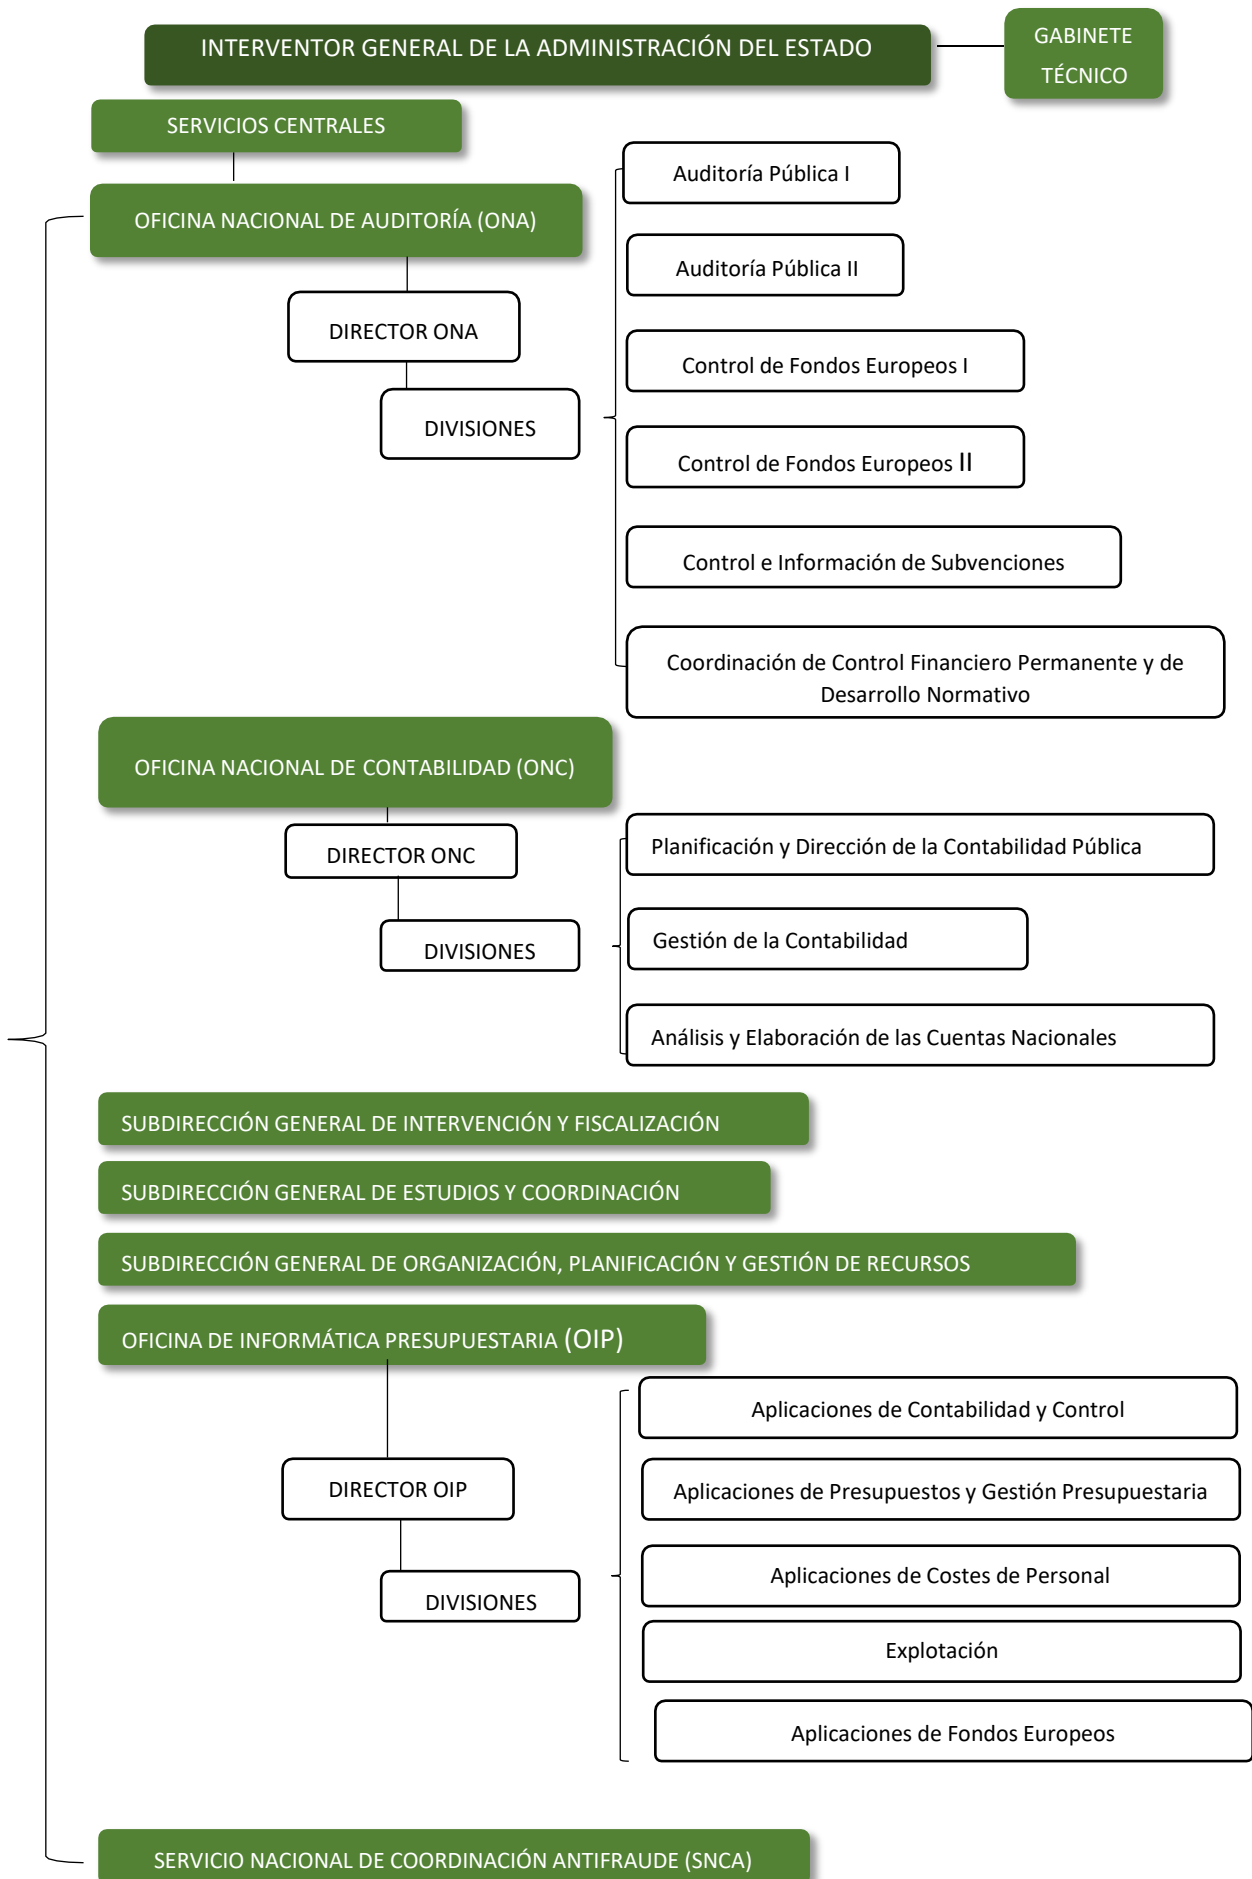 INTERVENTOR GENERAL DE LA ADMINISTRACIÓN DEL ESTADO
GABINETE
TÉCNICO
SERVICIOS CENTRALES
OFICINA NACIONAL DE AUDITORÍA (ONA)
DIRECTOR ONA
DIVISIONES
Auditoría Pública I
Auditoría Pública II
Control de Fondos Europeos I
Control de Fondos Europeos II
Control e Información de Subvenciones
Coordinación de Control Financiero Permanente y de
Desarrollo Normativo
OFICINA NACIONAL DE CONTABILIDAD (ONC)
DIRECTOR ONC
DIVISIONES
Planificación y Dirección de la Contabilidad Pública
Gestión de la Contabilidad
Análisis y Elaboración de las Cuentas Nacionales
SUBDIRECCIÓN GENERAL DE INTERVENCIÓN Y FISCALIZACIÓN
SUBDIRECCIÓN GENERAL DE ESTUDIOS Y COORDINACIÓN
SUBDIRECCIÓN GENERAL DE ORGANIZACIÓN, PLANIFICACIÓN Y GESTIÓN DE RECURSOS
OFICINA DE INFORMÁTICA PRESUPUESTARIA (OIP)
DIRECTOR OIP
DIVISIONES
Aplicaciones de Contabilidad y Control
Aplicaciones de Presupuestos y Gestión Presupuestaria
Aplicaciones de Costes de Personal
Explotación
Aplicaciones de Fondos Europeos
SERVICIO NACIONAL DE COORDINACIÓN ANTIFRAUDE (SNCA)